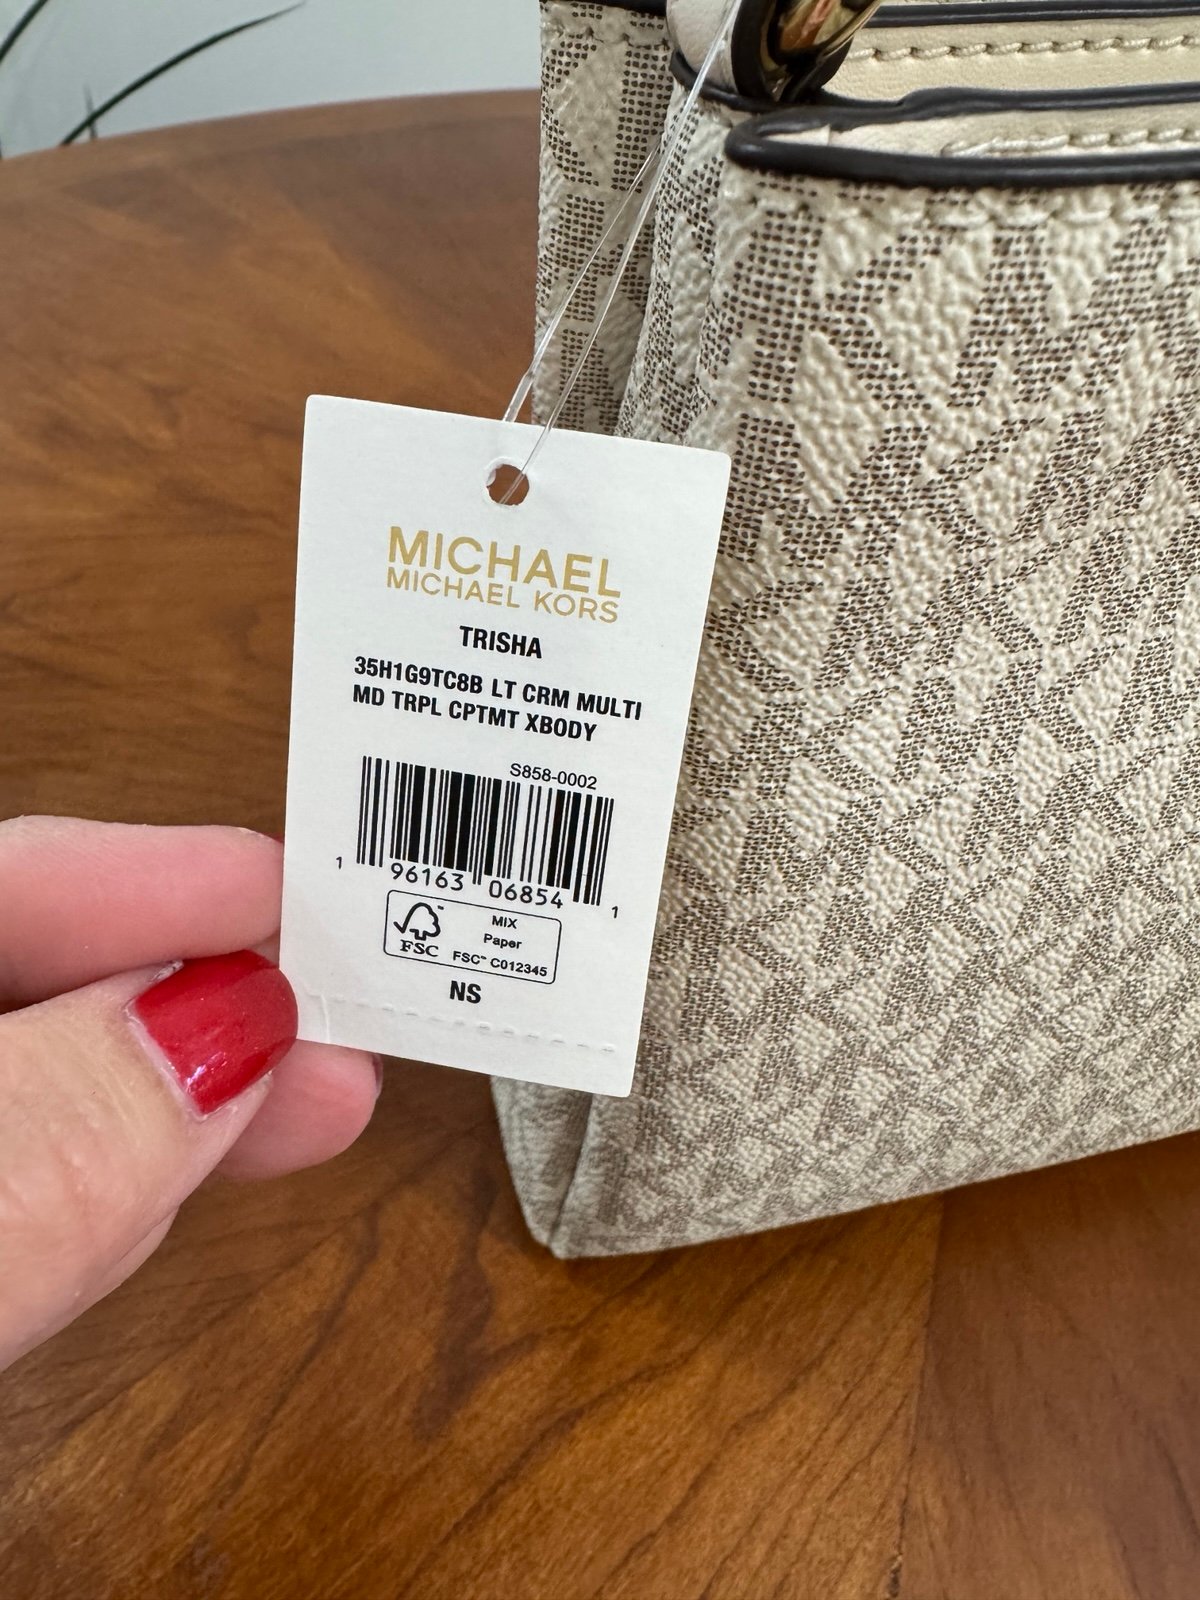 MICHAEL
MICHAEL KORS
TRISHA
35H1G9TC8B LT CRM MULTI
MD TRPL CPTMT XBODY
S858-0002
1 96163 06854 1
FSC™
MIX
Paper
FSC™ C012345
NS